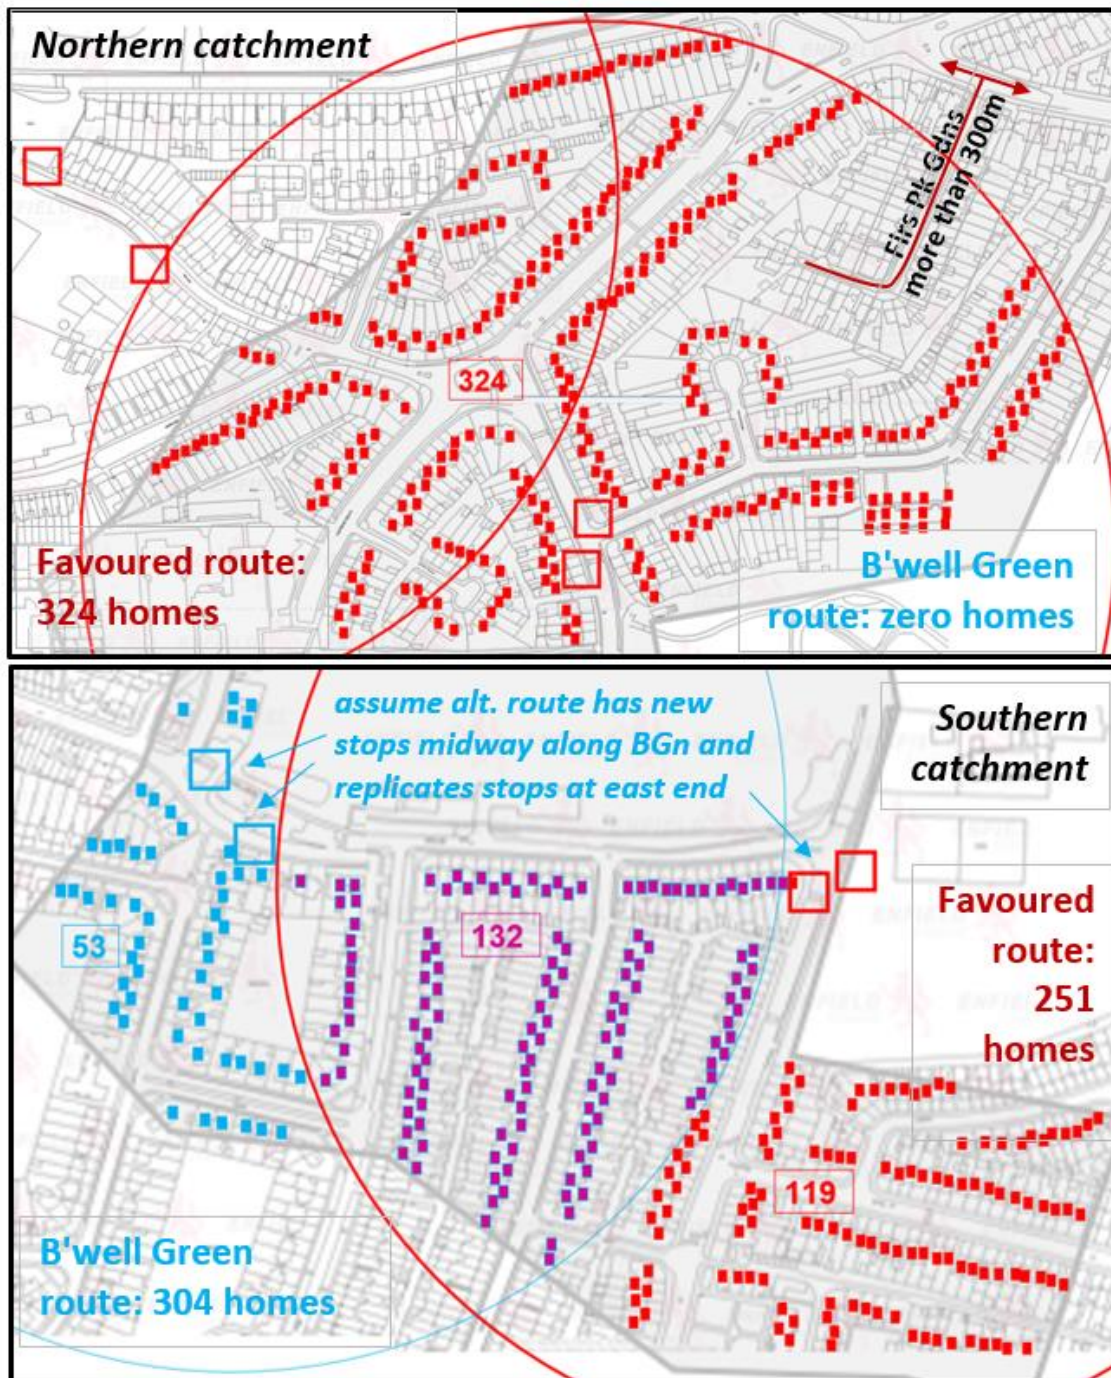 Northern catchment
Firs Pk Gdns
more than 300m
324
Favoured route:
324 homes
B'well Green
route: zero homes
assume alt. route has new
stops midway along BGn and
replicates stops at east end
Southern
catchment
53
132
Favoured
route:
251
homes
119
B'well Green
route: 304 homes